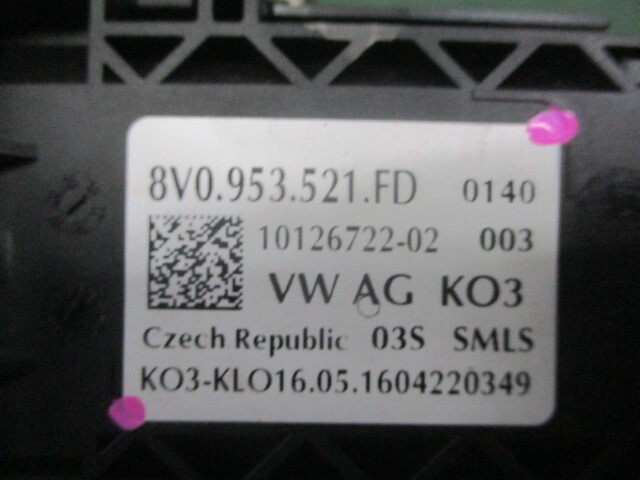 8V0.953.521.FD 0140
10126722-02 003
VW AG KO3
Czech Republic 03S SMLS
KO3-KLO16.05.1604220349